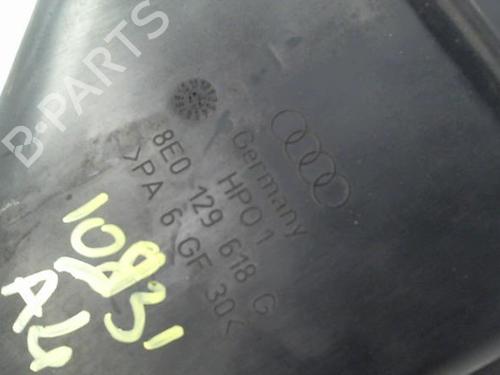 B-PARTS
Germany
HPO 1
8E0 129 618 G
>PA 6 GF 30<
10831
A4